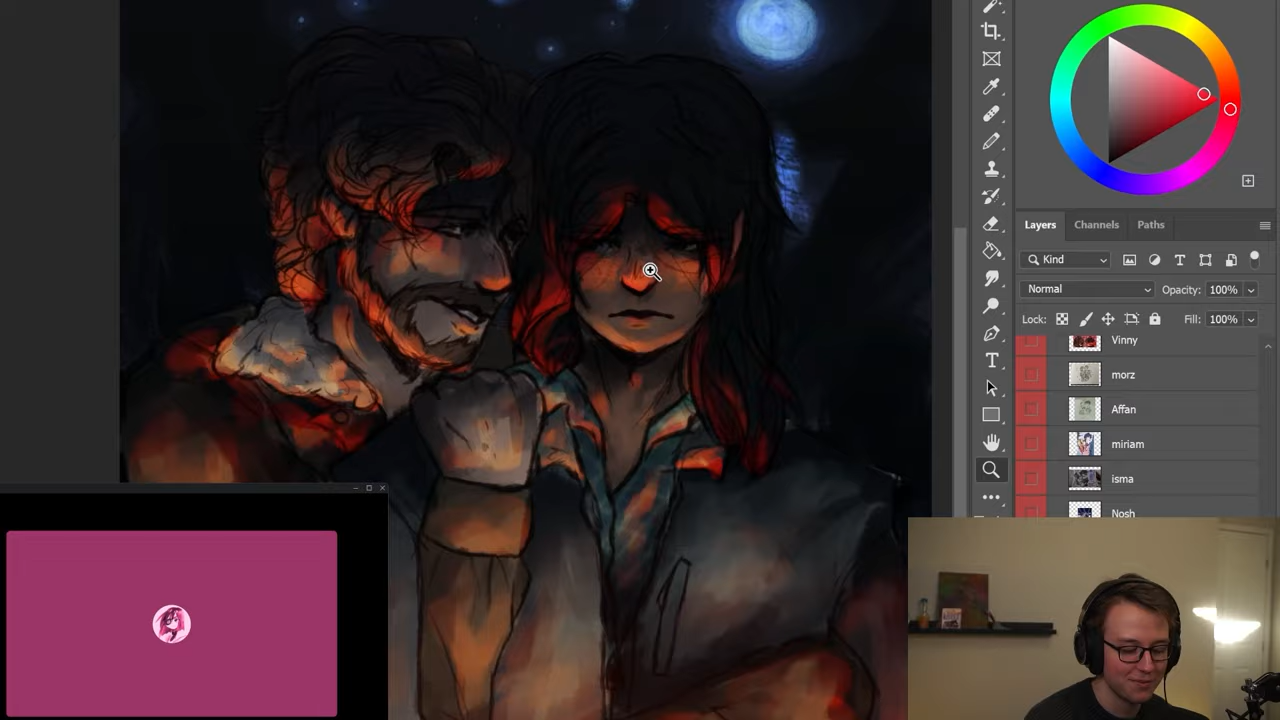 Layers Channels Paths
Kind
Normal Opacity: 100%
Lock: Fill: 100%
Vinny
morz
Affan
miriam
isma
Nosh